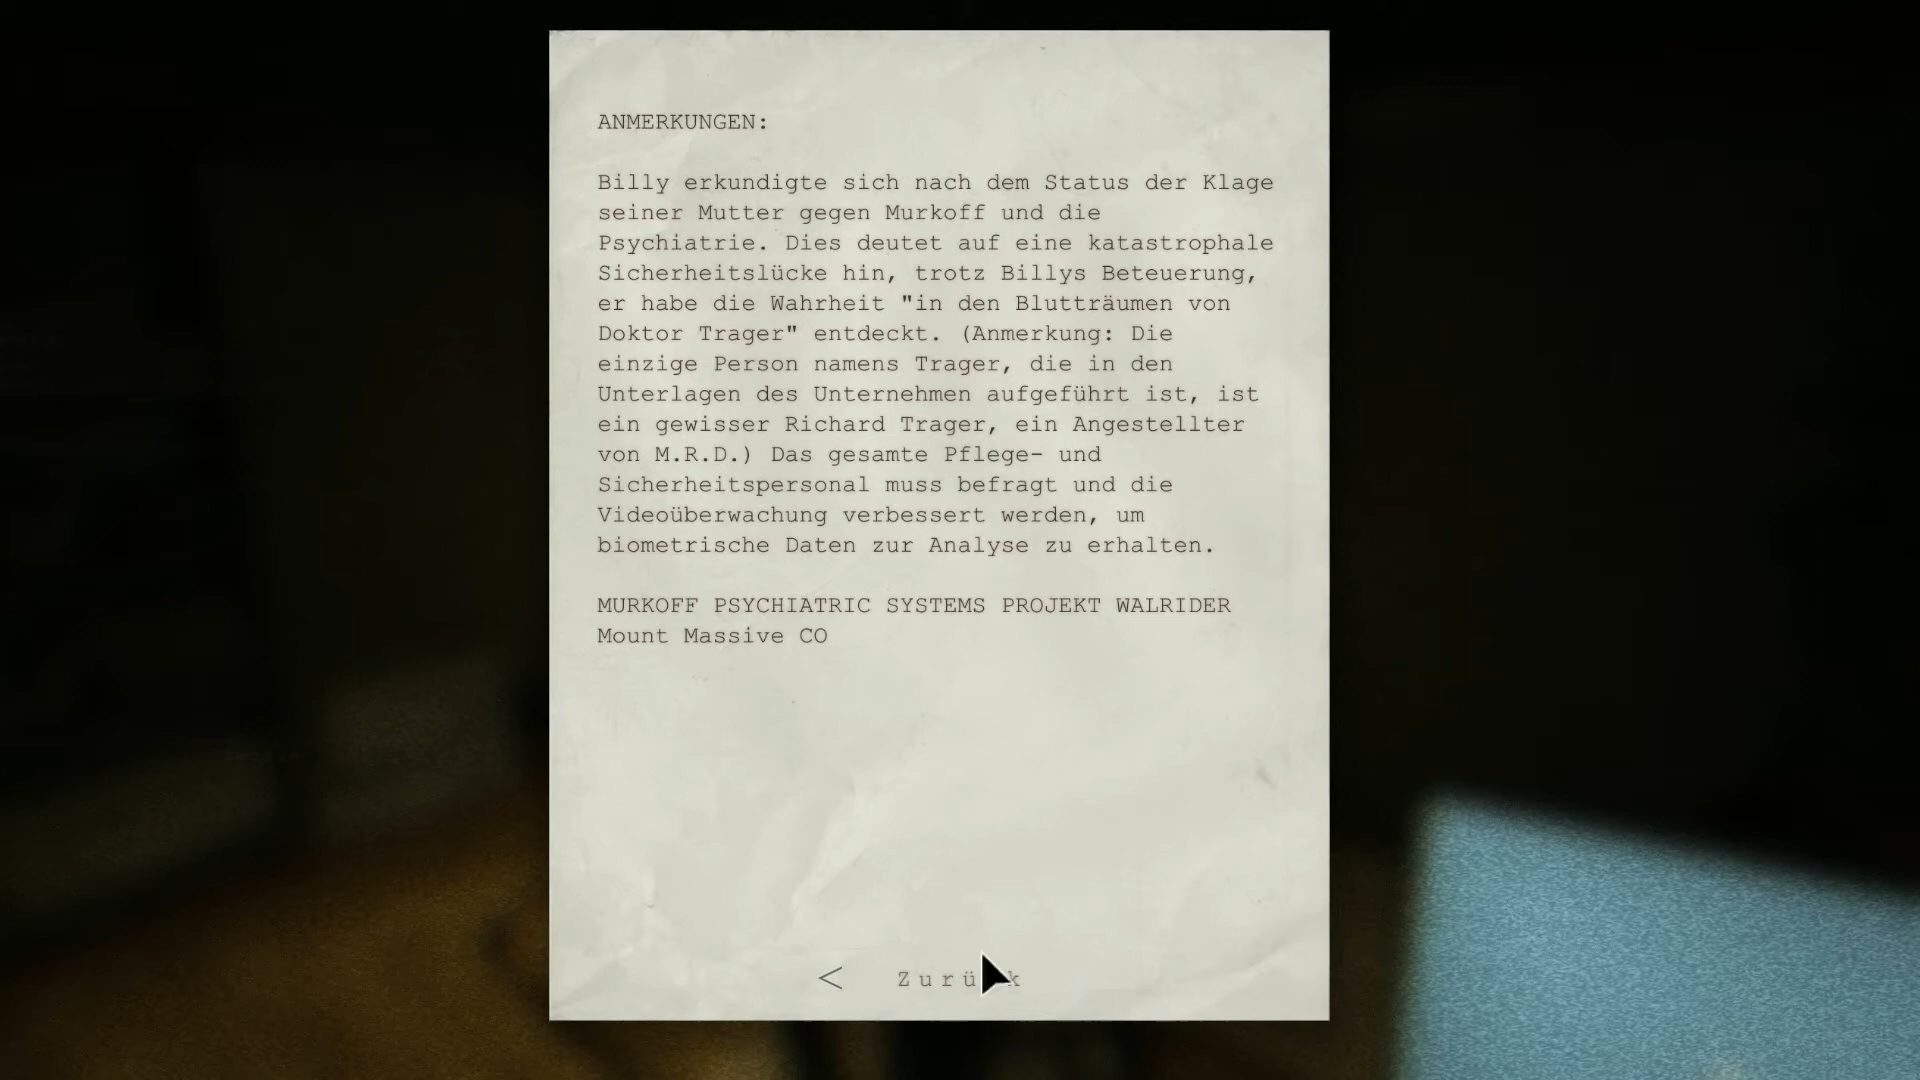 ANMERKUNGEN:
Billy erkundigte sich nach dem Status der Klage
seiner Mutter gegen Murkoff und die
Psychiatrie. Dies deutet auf eine katastrophale
Sicherheitslücke hin, trotz Billys Beteuerung,
er habe die Wahrheit "in den Blutträumen von
Doktor Trager" entdeckt. (Anmerkung: Die
einzige Person namens Trager, die in den
Unterlagen des Unternehmen aufgeführt ist, ist
ein gewisser Richard Trager, ein Angestellter
von M.R.D.) Das gesamte Pflege- und
Sicherheitspersonal muss befragt und die
Videoüberwachung verbessert werden, um
biometrische Daten zur Analyse zu erhalten.
MURKOFF PSYCHIATRIC SYSTEMS PROJEKT WALRIDER
Mount Massive CO
< Zurück